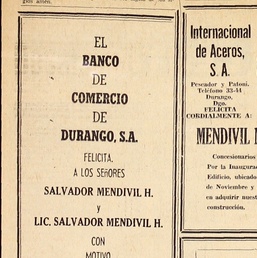 EL
BANCO
DE
COMERCIO
DE
DURANGO, S.A.
FELICITA.
A LOS SEÑORES
SALVADOR MENDIVIL H.
y
LIC. SALVADOR MENDIVIL H.
CON
MOTIVO
Internacional
de Aceros,
S. A.
Pescador y Patoni.
Teléfono 33-44
Durango,
Dgo.
FELICITA
CORDIALMENTE A:
MENDIVIL
Concesionarios
Por la Inaugura
Edificio, ubicado
de Noviembre y
en adquirir nuest
construcción.